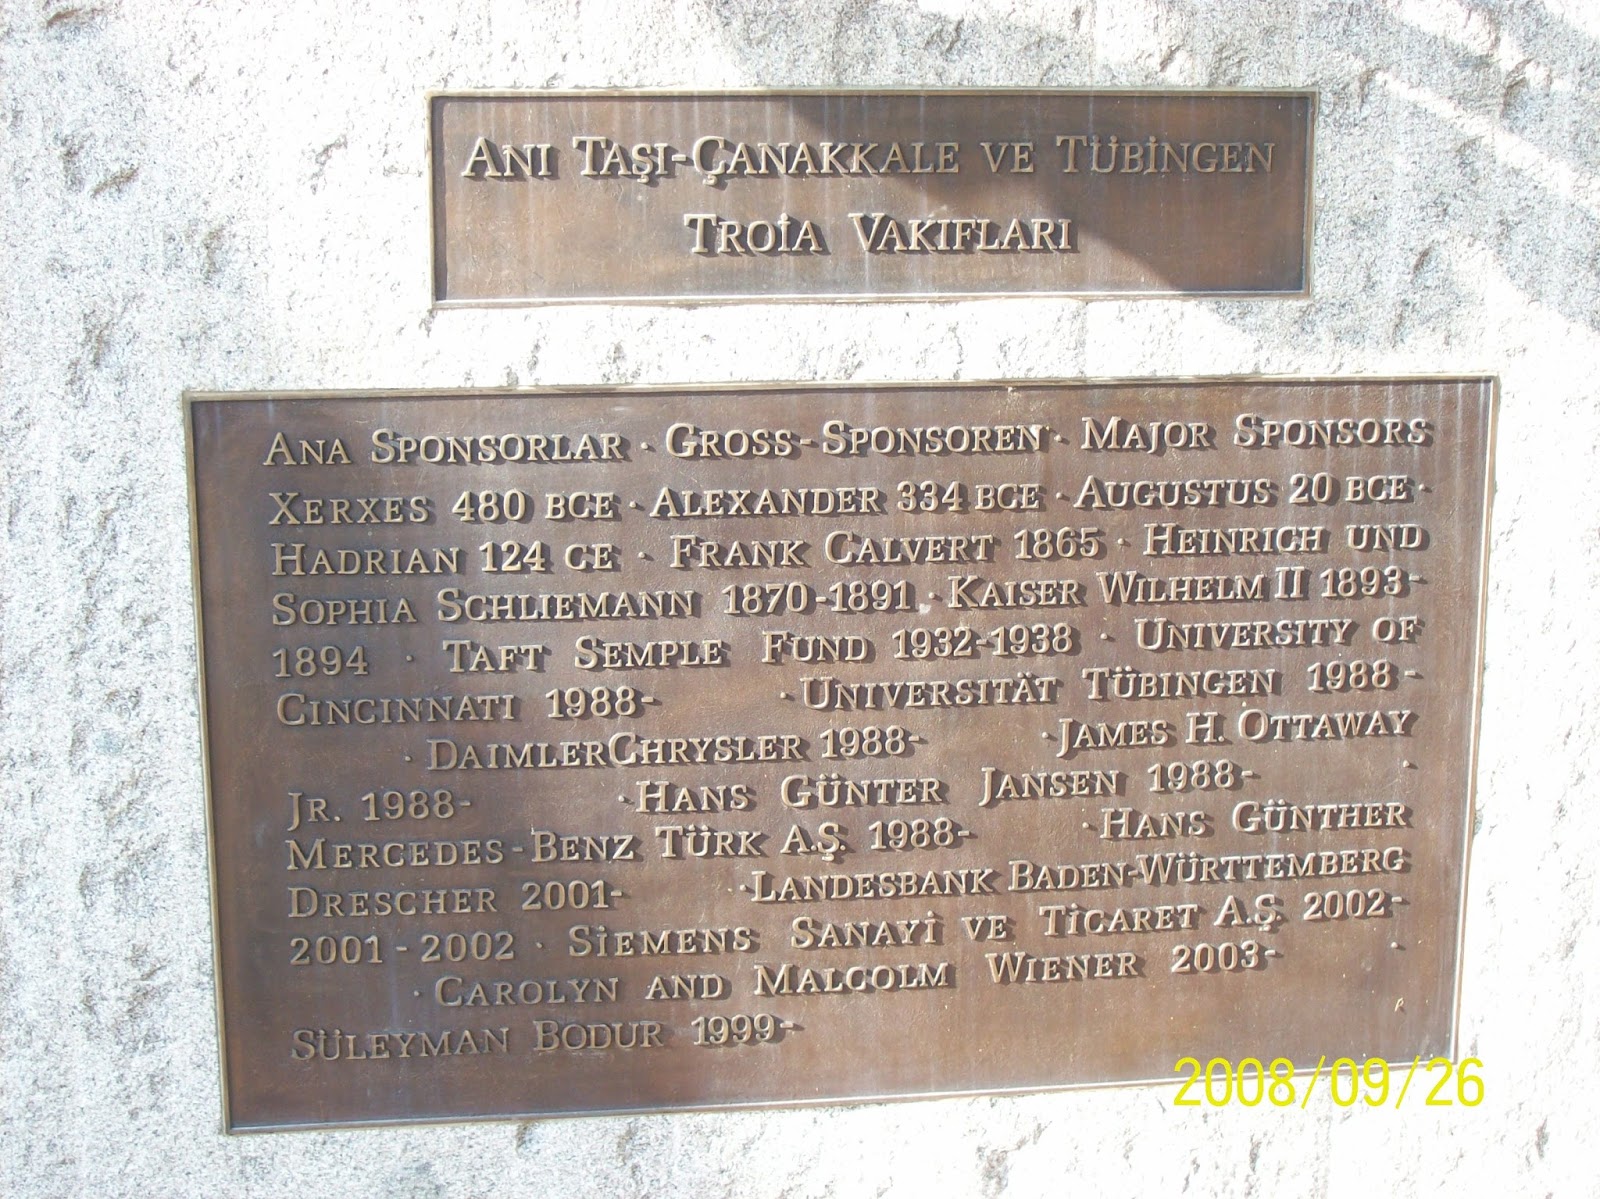 ANI TAŞI-ÇANAKKALE VE TÜBİNGEN
TROİA VAKIFLARI
ANA SPONSORLAR · GROSS-SPONSOREN · MAJOR SPONSORS
XERXES 480 BCE · ALEXANDER 334 BCE · AUGUSTUS 20 BCE ·
HADRIAN 124 CE · FRANK CALVERT 1865 · HEINRICH UND
SOPHIA SCHLIEMANN 1870-1891 · KAISER WILHELM II 1893-
1894 · TAFT SEMPLE FUND 1932-1938 · UNIVERSITY OF
CINCINNATI 1988- · UNIVERSITÄT TÜBINGEN 1988-
· DAIMLERCHRYSLER 1988- · JAMES H. OTTAWAY
JR. 1988- · HANS GÜNTER JANSEN 1988- ·
MERCEDES-BENZ TÜRK A.Ş. 1988- · HANS GÜNTHER
DRESCHER 2001- · LANDESBANK BADEN-WÜRTTEMBERG
2001-2002 · SİEMENS SANAYİ VE TİCARET A.Ş. 2002-
· CAROLYN AND MALCOLM WIENER 2003- ·
SÜLEYMAN BODUR 1999-
2008/09/26